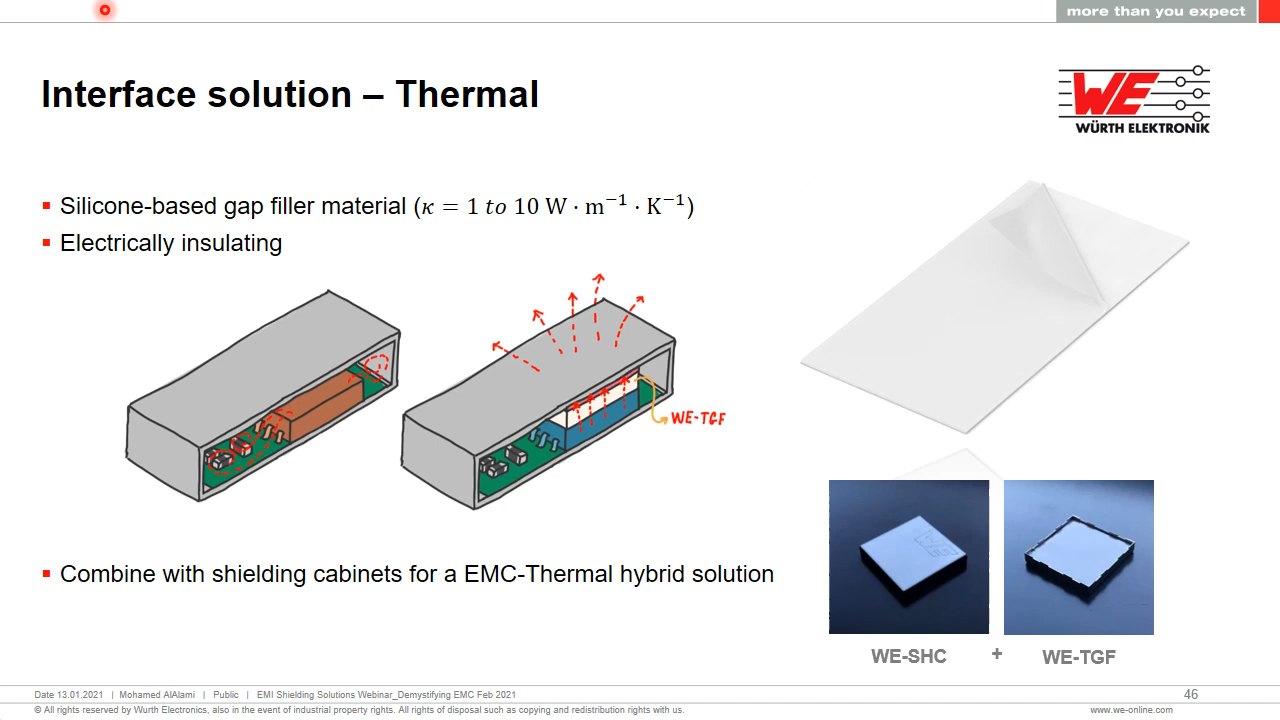 more than you expect
Interface solution – Thermal
WE
WÜRTH ELEKTRONIK
▪ Silicone-based gap filler material (κ = 1 to 10 W · m⁻¹ · K⁻¹)
▪ Electrically insulating
WE-TGF
▪ Combine with shielding cabinets for a EMC-Thermal hybrid solution
WE
WE-SHC + WE-TGF
Date 13.01.2021 | Mohamed AlAlami | Public | EMI Shielding Solutions Webinar_Demystifying EMC Feb 2021
46
© All rights reserved by Wurth Electronics, also in the event of industrial property rights. All rights of disposal such as copying and redistribution rights with us.
www.we-online.com